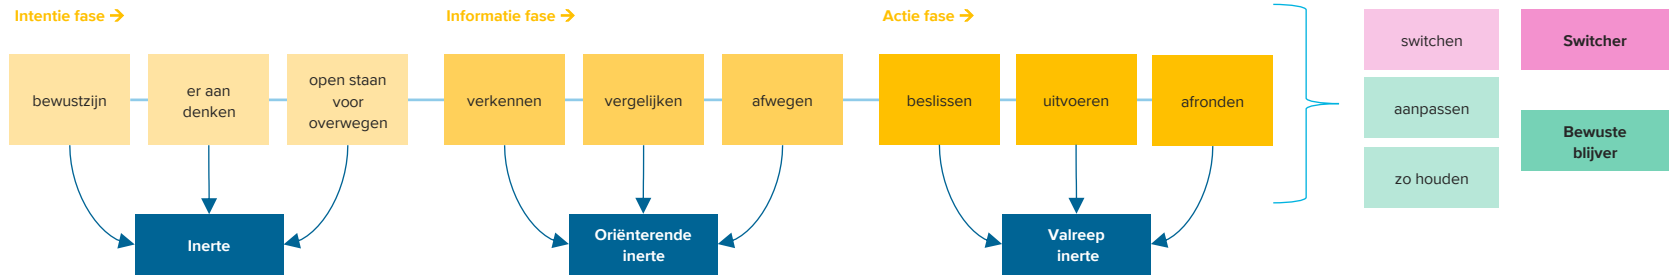 Intentie fase →
Informatie fase →
Actie fase →
bewustzijn
er aan
denken
open staan
voor
overwegen
verkennen
vergelijken
afwegen
beslissen
uitvoeren
afronden
switchen
Switcher
aanpassen
Bewuste
blijver
zo houden
Inerte
Oriënterende
inerte
Valreep
inerte